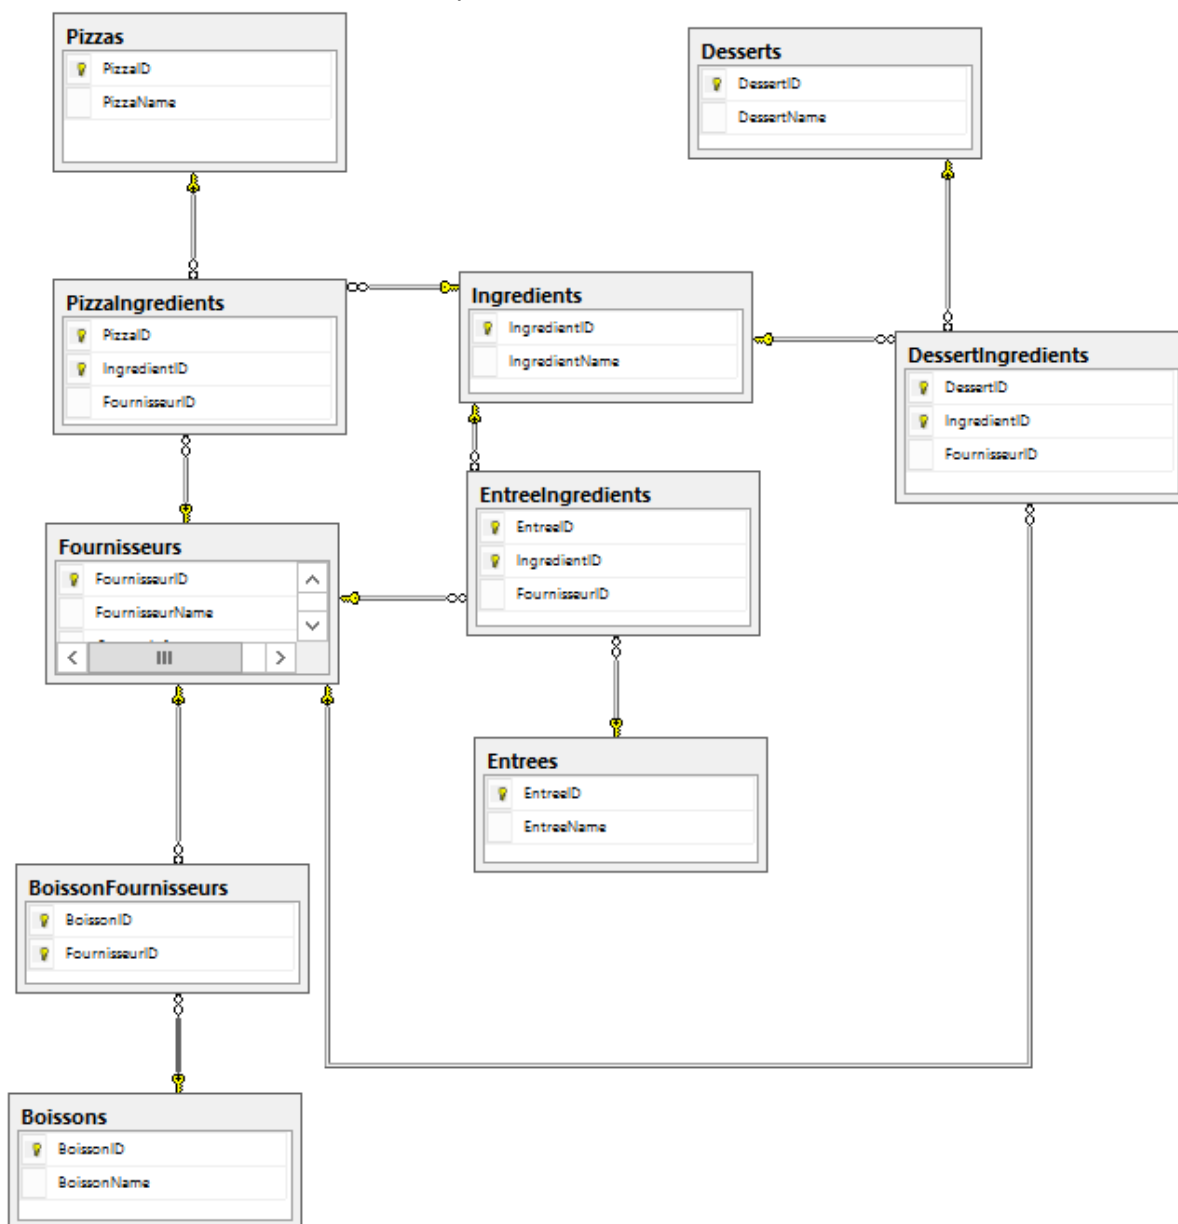 Pizzas
PizzaID
PizzaName
Desserts
DessertID
DessertName
PizzaIngredients
PizzaID
IngredientID
FournisseurID
Ingredients
IngredientID
IngredientName
DessertIngredients
DessertID
IngredientID
FournisseurID
EntreeIngredients
EntreeID
IngredientID
FournisseurID
Fournisseurs
FournisseurID
FournisseurName
Entrees
EntreeID
EntreeName
BoissonFournisseurs
BoissonID
FournisseurID
Boissons
BoissonID
BoissonName